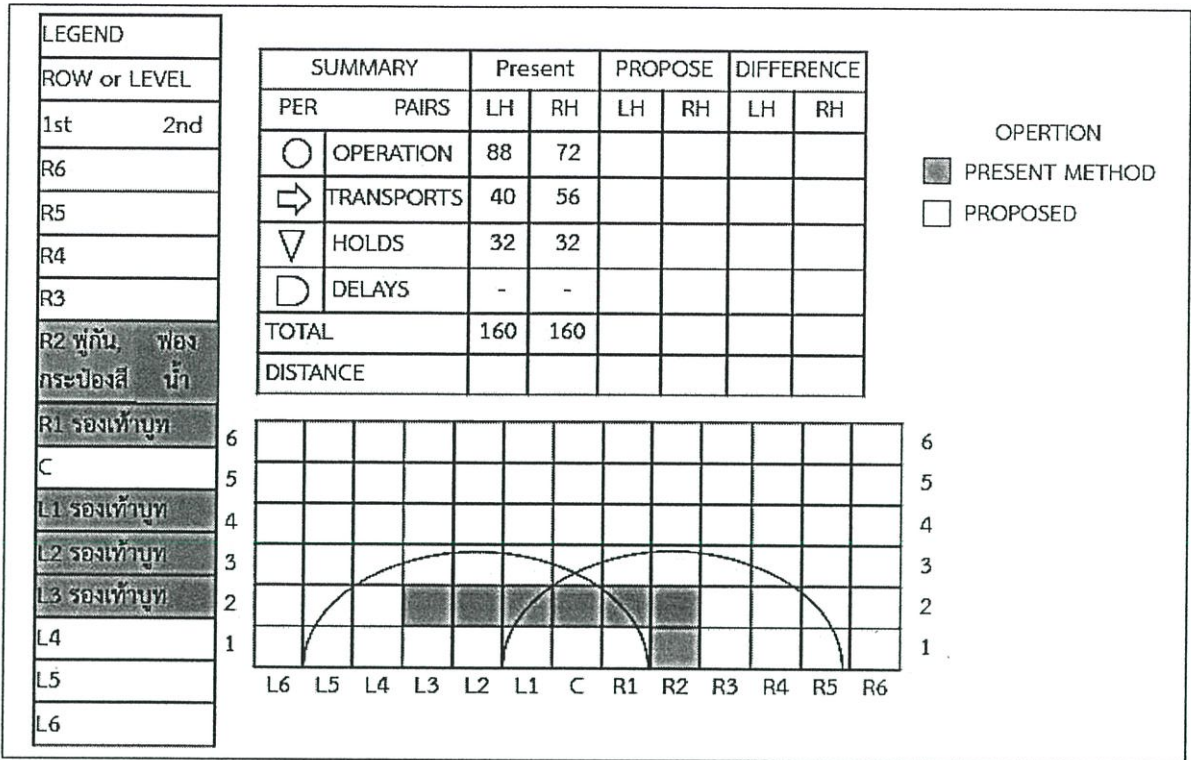 LEGEND
ROW or LEVEL
1st 2nd
R6
R5
R4
R3
R2 พู่กัน, ฟอง
กระป๋องสี น้ำ
R1 รองเท้าบูท
C
L1 รองเท้าบูท
L2 รองเท้าบูท
L3 รองเท้าบูท
L4
L5
L6
SUMMARY Present PROPOSE DIFFERENCE
PER PAIRS LH RH LH RH LH RH
OPERATION 88 72
TRANSPORTS 40 56
HOLDS 32 32
DELAYS - -
TOTAL 160 160
DISTANCE
OPERTION
PRESENT METHOD
PROPOSED
6 6
5 5
4 4
3 3
2 2
1 1
L6 L5 L4 L3 L2 L1 C R1 R2 R3 R4 R5 R6